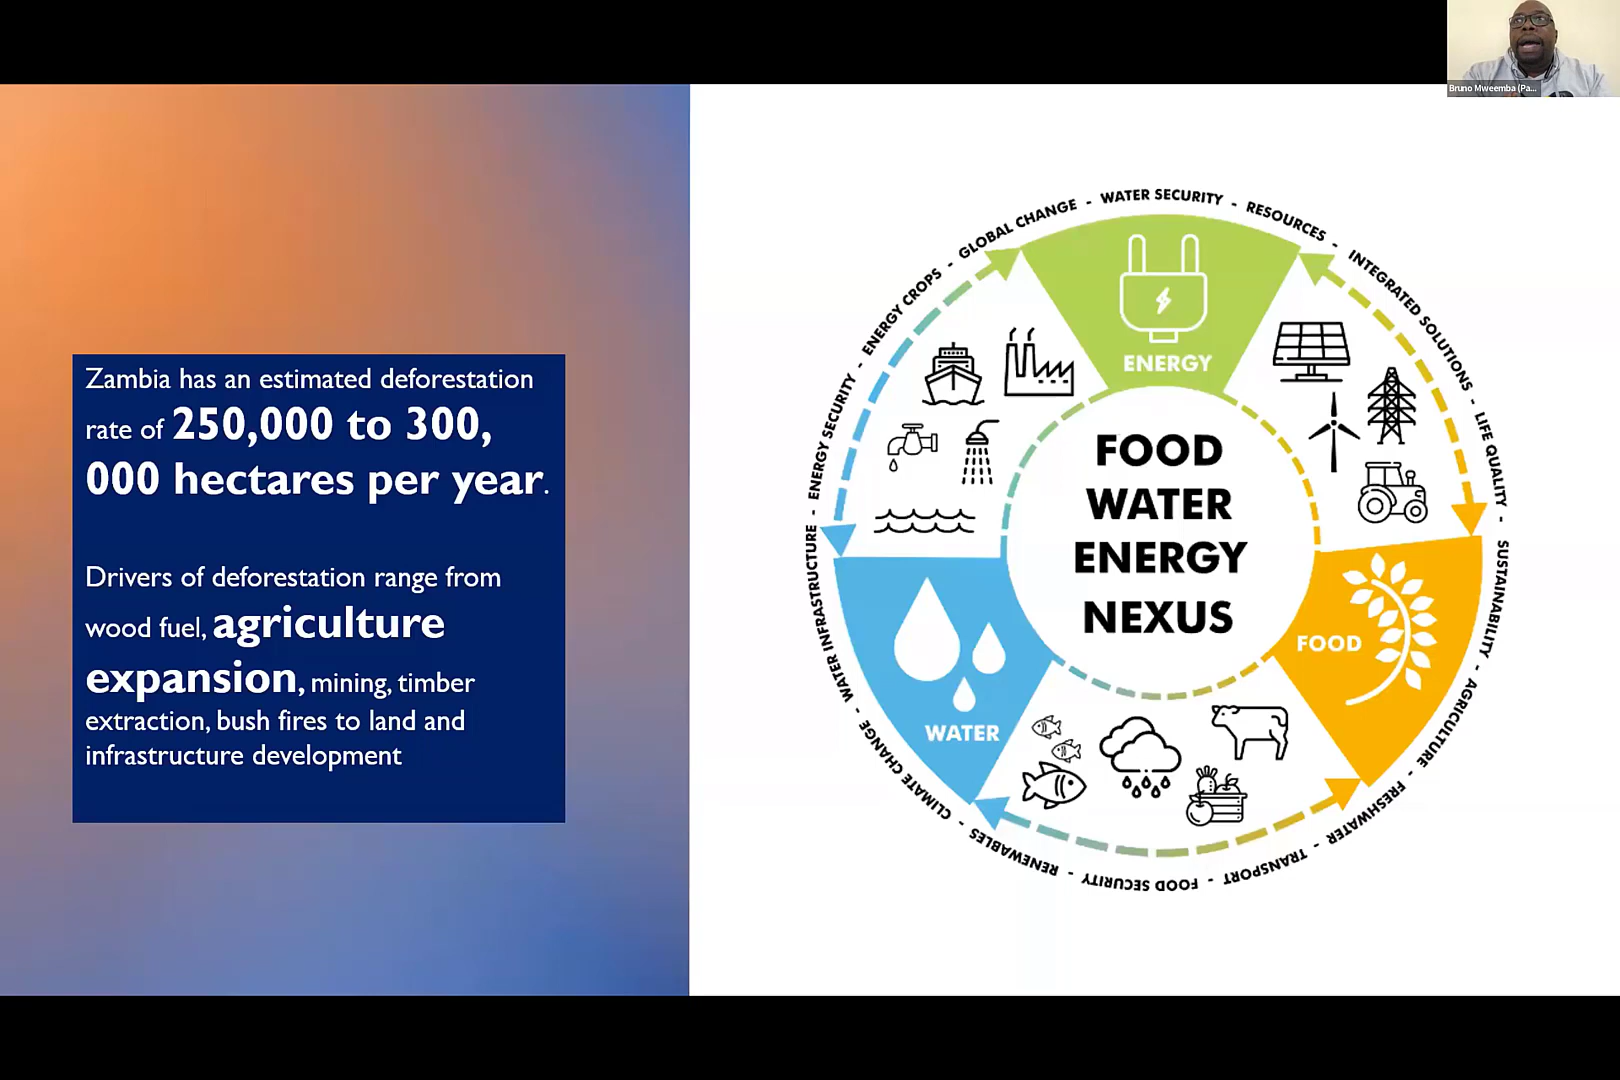 Bruno Mweemba (Pa...
Zambia has an estimated deforestation
rate of 250,000 to 300,
000 hectares per year.
Drivers of deforestation range from
wood fuel, agriculture
expansion, mining, timber
extraction, bush fires to land and
infrastructure development
GLOBAL CHANGE - WATER SECURITY - RESOURCES - INTEGRATED SOLUTIONS - LIFE QUALITY - SUSTAINABILITY - AGRICULTURE - FRESHWATER - TRANSPORT - FOOD SECURITY - RENEWABLES - CLIMATE CHANGE - WATER INFRASTRUCTURE - ENERGY SECURITY - ENERGY CROPS -
ENERGY
FOOD
WATER
ENERGY
NEXUS
FOOD
WATER